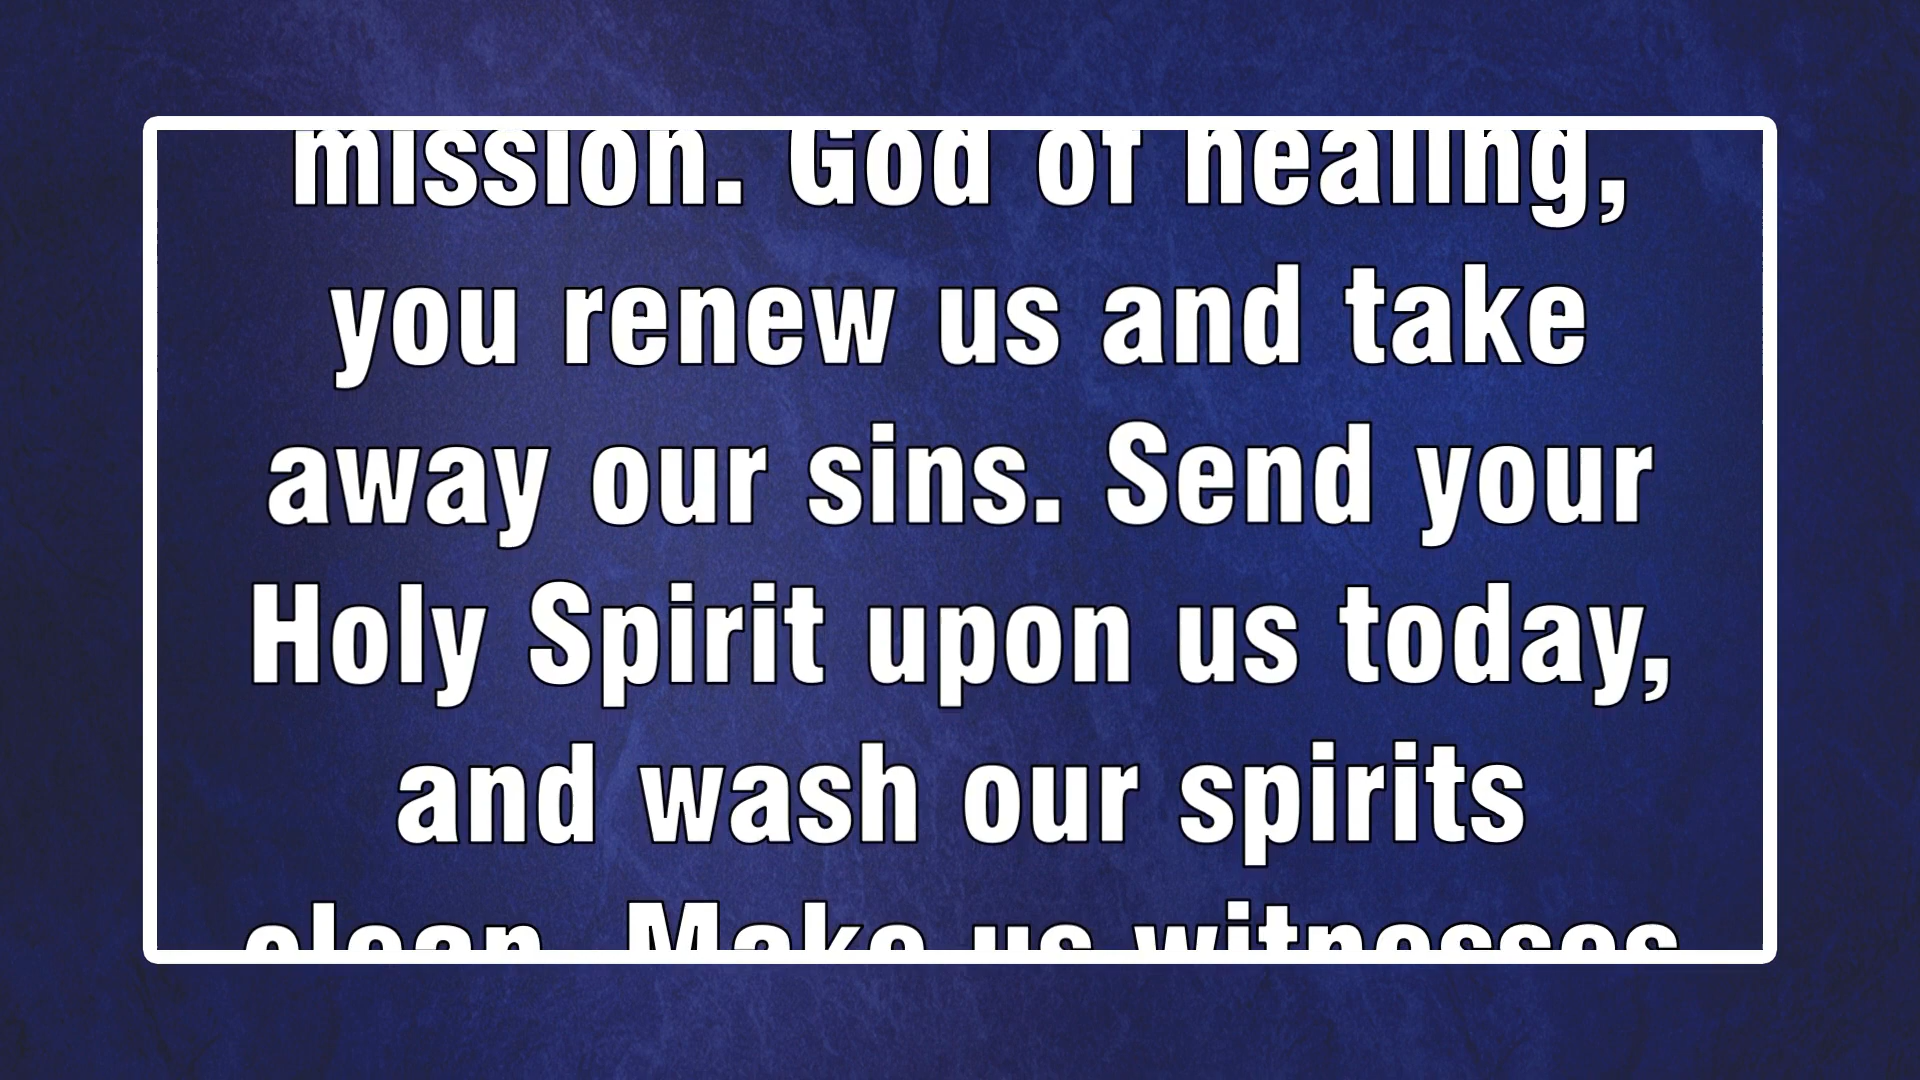 mission. God of healing,
you renew us and take
away our sins. Send your
Holy Spirit upon us today,
and wash our spirits
clean. Make us witnesses